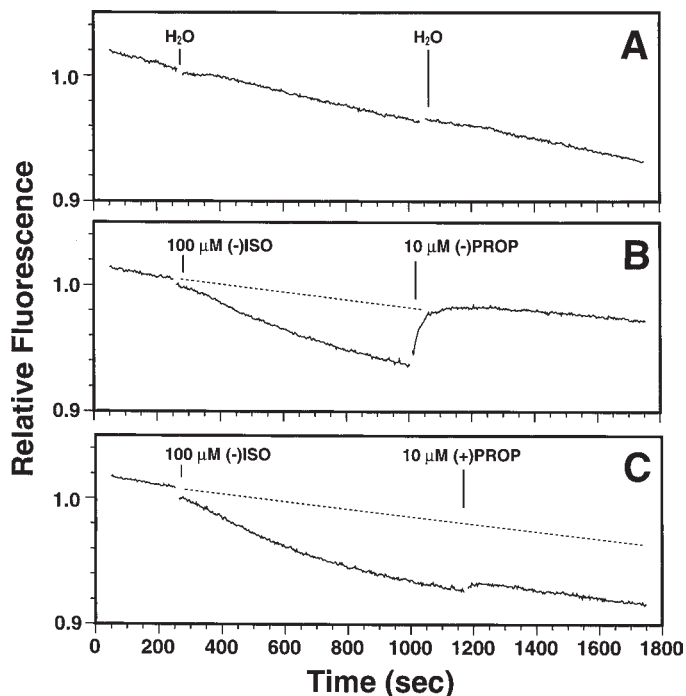 H₂O
H₂O
A
1.0
0.9
100 μM (-)ISO
10 μM (-)PROP
B
1.0
0.9
100 μM (-)ISO
10 μM (+)PROP
C
1.0
0.9
0 200 400 600 800 1000 1200 1400 1600 1800
Time (sec)
Relative Fluorescence